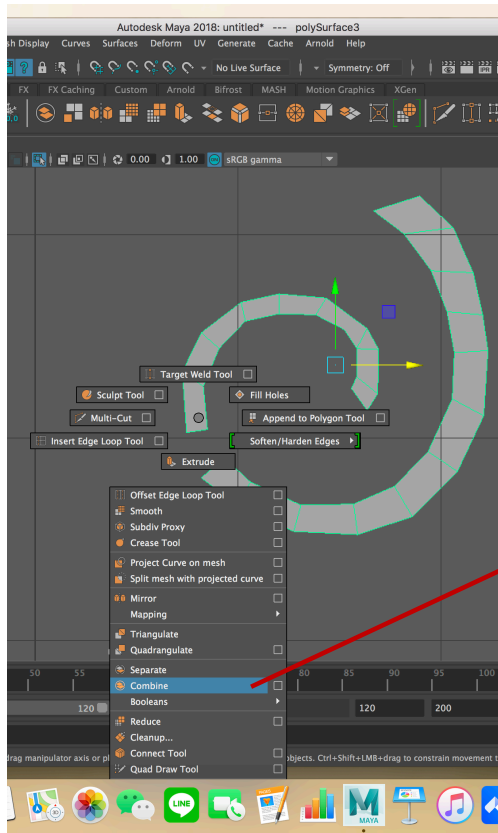 Autodesk Maya 2018: untitled* --- polySurface3
sh Display Curves Surfaces Deform UV Generate Cache Arnold Help
No Live Surface Symmetry: Off
FX FX Caching Custom Arnold Bifrost MASH Motion Graphics XGen
0.00 1.00 sRGB gamma
Target Weld Tool
Sculpt Tool Fill Holes
Multi-Cut Append to Polygon Tool
Insert Edge Loop Tool Soften/Harden Edges
Extrude
Offset Edge Loop Tool
Smooth
Subdiv Proxy
Crease Tool
Project Curve on mesh
Split mesh with projected curve
Mirror
Mapping
Triangulate
Quadrangulate
Separate
50 55 80 85 90 95 100
Combine
Booleans
120 120 200
Reduce
Cleanup...
Connect Tool
drag manipulator axis or pl bjects. Ctrl+Shift+LMB+drag to constrain movement t
Quad Draw Tool
LINE
M
MAYA